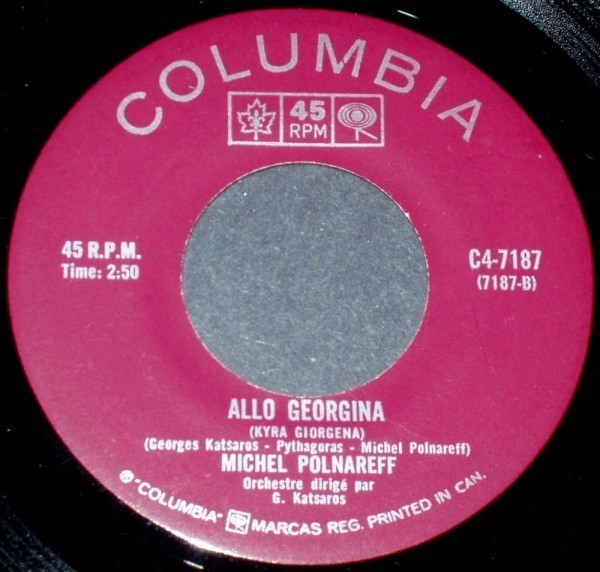 COLUMBIA
45
RPM
45 R.P.M.
Time: 2:50
C4-7187
(7187-B)
ALLO GEORGINA
(KYRA GIORGENA)
(Georges Katsaros - Pythagoras - Michel Polnareff)
MICHEL POLNAREFF
Orchestre dirigé par
G. Katsaros
® "COLUMBIA" MARCAS REG. PRINTED IN CAN.